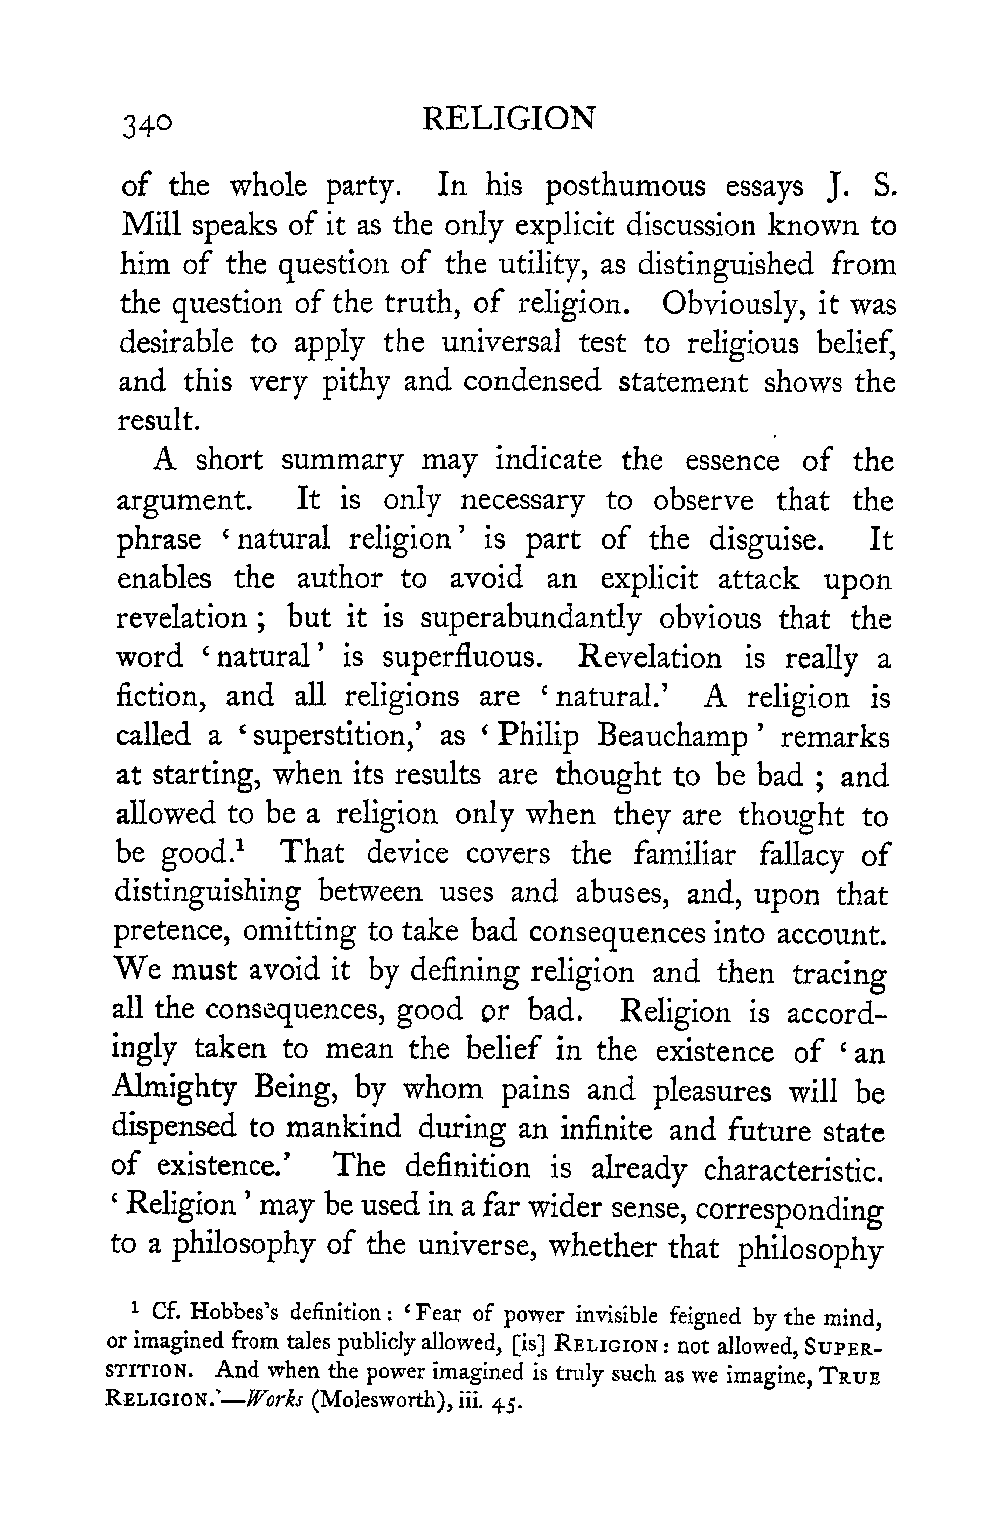 340 RELIGION
of the whole party. In his posthumous essays J. S.
Mill speaks of it as the only explicit discussion known to
him of the question of the utility, as distinguished from
the question of the truth, of religion. Obviously, it was
desirable to apply the universal test to religious belief,
and this very pithy and condensed statement shows the
result.
A short summary may indicate the essence of the
argument. It is only necessary to observe that the
phrase ‘natural religion’ is part of the disguise. It
enables the author to avoid an explicit attack upon
revelation ; but it is superabundantly obvious that the
word ‘natural’ is superfluous. Revelation is really a
fiction, and all religions are ‘natural.’ A religion is
called a ‘superstition,’ as ‘Philip Beauchamp’ remarks
at starting, when its results are thought to be bad ; and
allowed to be a religion only when they are thought to
be good.¹ That device covers the familiar fallacy of
distinguishing between uses and abuses, and, upon that
pretence, omitting to take bad consequences into account.
We must avoid it by defining religion and then tracing
all the consequences, good or bad. Religion is accord-
ingly taken to mean the belief in the existence of ‘an
Almighty Being, by whom pains and pleasures will be
dispensed to mankind during an infinite and future state
of existence.’ The definition is already characteristic.
‘Religion’ may be used in a far wider sense, corresponding
to a philosophy of the universe, whether that philosophy
¹ Cf. Hobbes's definition: ‘Fear of power invisible feigned by the mind,
or imagined from tales publicly allowed, [is] RELIGION: not allowed, SUPER-
STITION. And when the power imagined is truly such as we imagine, TRUE
RELIGION.’—Works (Molesworth), iii. 45.